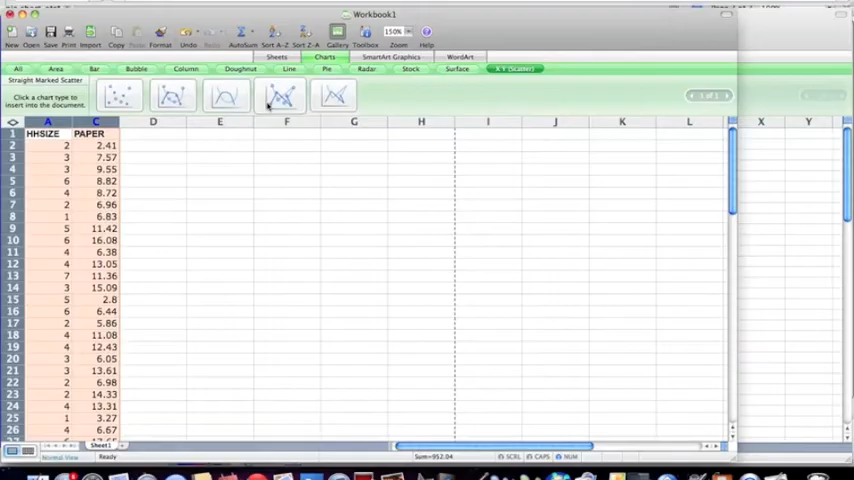 Workbook1
New Open Save Print Import Copy Paste Format Undo Redo AutoSum Sort A-Z Sort Z-A Gallery Toolbox Zoom Help
150%
Sheets Charts SmartArt Graphics WordArt
All Area Bar Bubble Column Doughnut Line Pie Radar Stock Surface X Y (Scatter)
Straight Marked Scatter
Click a chart type to
insert into the document.
1 of 1
A C D E F G H I J K L X Y
1 HHSIZE PAPER
2 2 2.41
3 3 7.57
4 3 9.55
5 6 8.82
6 4 8.72
7 2 6.96
8 1 6.83
9 5 11.42
10 6 16.08
11 4 6.38
12 4 13.05
13 7 11.36
14 3 15.09
15 5 2.8
16 6 6.44
17 2 5.86
18 4 11.08
19 4 12.43
20 3 6.05
21 3 13.61
22 2 6.98
23 2 14.33
24 4 13.31
25 1 3.27
26 4 6.67
Sheet1
Normal View Ready Sum=952.04 SCRL CAPS NUM